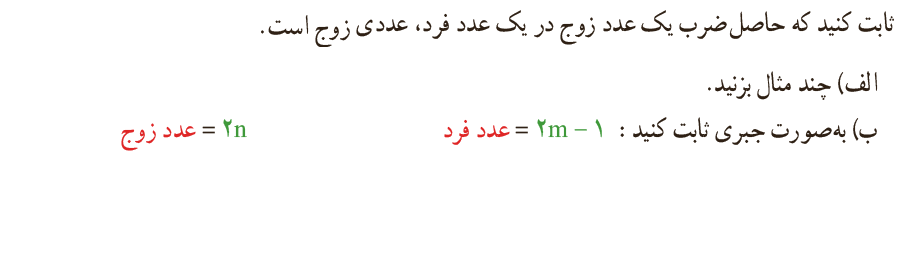 ثابت کنید که حاصل‌ضرب یک عدد زوج در یک عدد فرد، عددی زوج است.
الف) چند مثال بزنید.
ب) به‌صورت جبری ثابت کنید : ۲m – ۱ = عدد فرد ۲n = عدد زوج